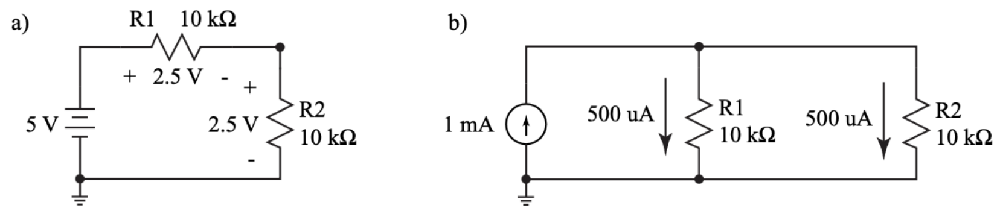 a)
R1 10 kΩ
+ 2.5 V -
+
5 V
2.5 V
R2
10 kΩ
-
b)
1 mA
500 uA
R1
10 kΩ
500 uA
R2
10 kΩ